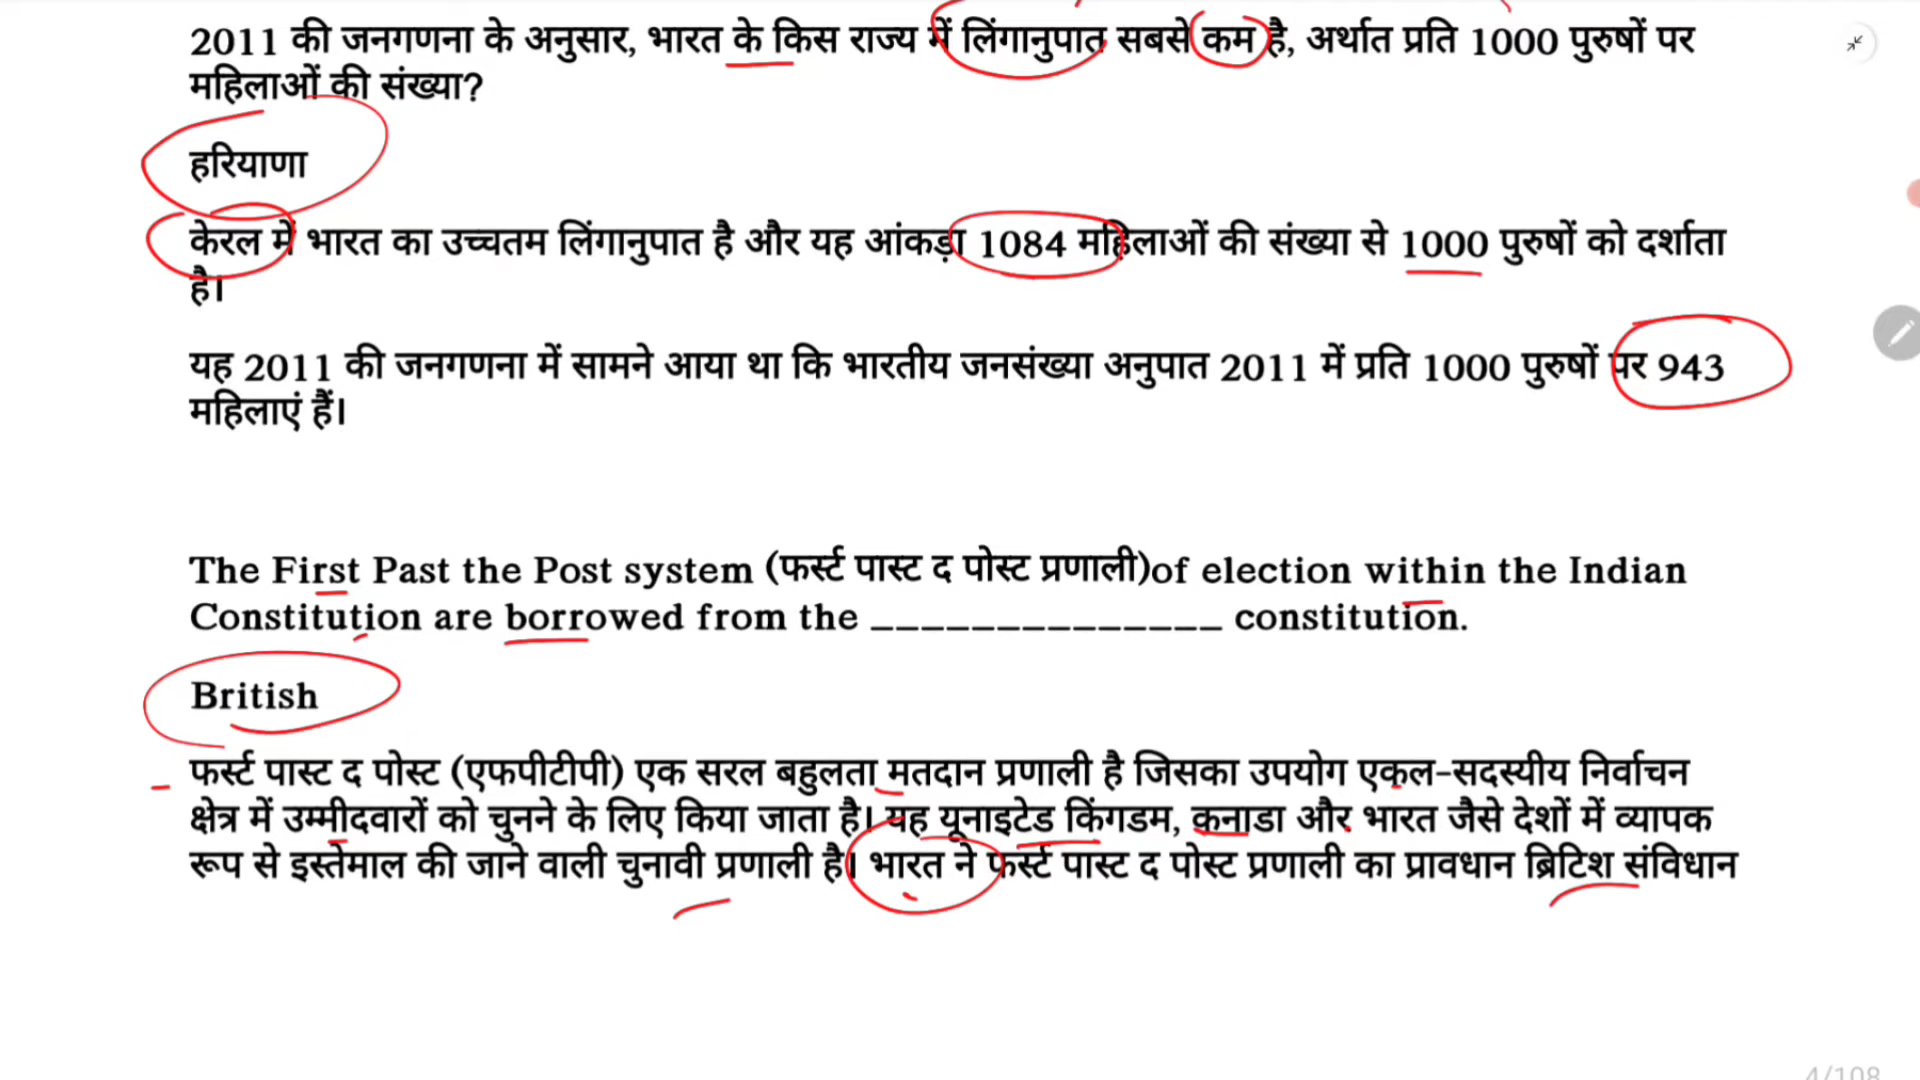 2011 की जनगणना के अनुसार, भारत के किस राज्य में लिंगानुपात सबसे कम है, अर्थात प्रति 1000 पुरुषों पर
महिलाओं की संख्या?
हरियाणा
केरल में भारत का उच्चतम लिंगानुपात है और यह आंकड़ा 1084 महिलाओं की संख्या से 1000 पुरुषों को दर्शाता
है।
यह 2011 की जनगणना में सामने आया था कि भारतीय जनसंख्या अनुपात 2011 में प्रति 1000 पुरुषों पर 943
महिलाएं हैं।
The First Past the Post system (फर्स्ट पास्ट द पोस्ट प्रणाली)of election within the Indian
Constitution are borrowed from the ______________ constitution.
British
फर्स्ट पास्ट द पोस्ट (एफपीटीपी) एक सरल बहुलता मतदान प्रणाली है जिसका उपयोग एकल-सदस्यीय निर्वाचन
क्षेत्र में उम्मीदवारों को चुनने के लिए किया जाता है। यह यूनाइटेड किंगडम, कनाडा और भारत जैसे देशों में व्यापक
रूप से इस्तेमाल की जाने वाली चुनावी प्रणाली है। भारत ने फर्स्ट पास्ट द पोस्ट प्रणाली का प्रावधान ब्रिटिश संविधान
4/108